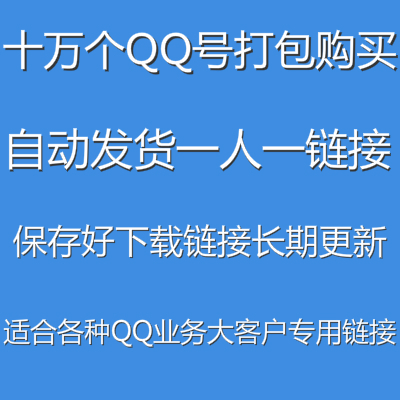 十万个QQ号打包购买
自动发货一人一链接
保存好下载链接长期更新
适合各种QQ业务大客户专用链接